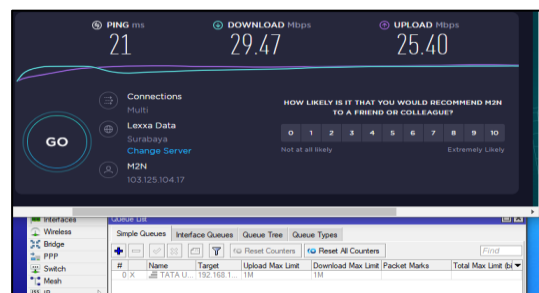 PING ms
21
DOWNLOAD Mbps
29.47
UPLOAD Mbps
25.40
GO
Connections
Multi
Lexxa Data
Surabaya
Change Server
M2N
103.125.104.17
HOW LIKELY IS IT THAT YOU WOULD RECOMMEND M2N
TO A FRIEND OR COLLEAGUE?
0 1 2 3 4 5 6 7 8 9 10
Not at all likely Extremely Likely
Interfaces
Wireless
Bridge
PPP
Switch
Mesh
Queue List
Simple Queues Interface Queues Queue Tree Queue Types
Reset Counters Reset All Counters Find
# Name Target Upload Max Limit Download Max Limit Packet Marks Total Max Limit (bi
0 X TATA U... 192.168.1... 1M 1M